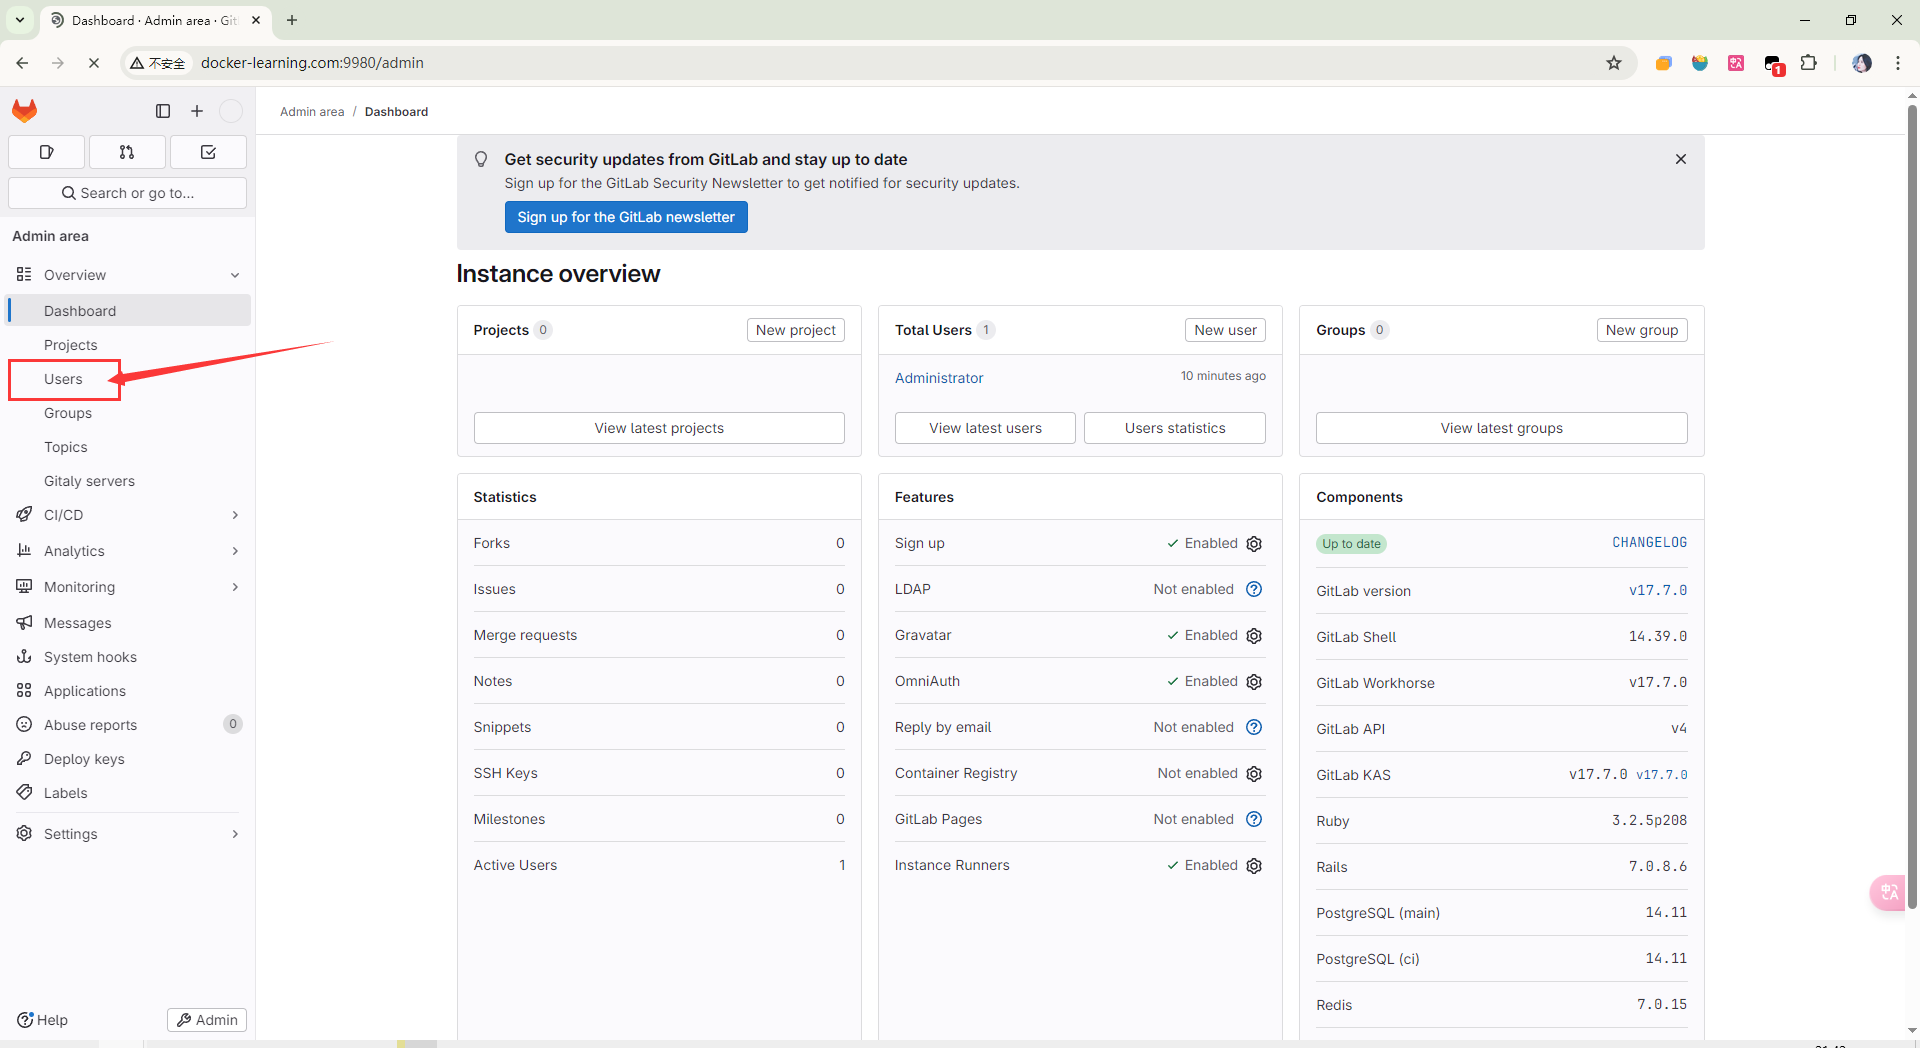 Dashboard · Admin area · Git
不安全
docker-learning.com:9980/admin
1
Admin area / Dashboard
Search or go to...
Admin area
Overview
Dashboard
Projects
Users
Groups
Topics
Gitaly servers
CI/CD
Analytics
Monitoring
Messages
System hooks
Applications
Abuse reports 0
Deploy keys
Labels
Settings
Help
Admin
Get security updates from GitLab and stay up to date
Sign up for the GitLab Security Newsletter to get notified for security updates.
Sign up for the GitLab newsletter
Instance overview
Projects 0 New project
View latest projects
Total Users 1 New user
Administrator 10 minutes ago
View latest users Users statistics
Groups 0 New group
View latest groups
Statistics
Forks 0
Issues 0
Merge requests 0
Notes 0
Snippets 0
SSH Keys 0
Milestones 0
Active Users 1
Features
Sign up Enabled
LDAP Not enabled
Gravatar Enabled
OmniAuth Enabled
Reply by email Not enabled
Container Registry Not enabled
GitLab Pages Not enabled
Instance Runners Enabled
Components
Up to date CHANGELOG
GitLab version v17.7.0
GitLab Shell 14.39.0
GitLab Workhorse v17.7.0
GitLab API v4
GitLab KAS v17.7.0 v17.7.0
Ruby 3.2.5p208
Rails 7.0.8.6
PostgreSQL (main) 14.11
PostgreSQL (ci) 14.11
Redis 7.0.15